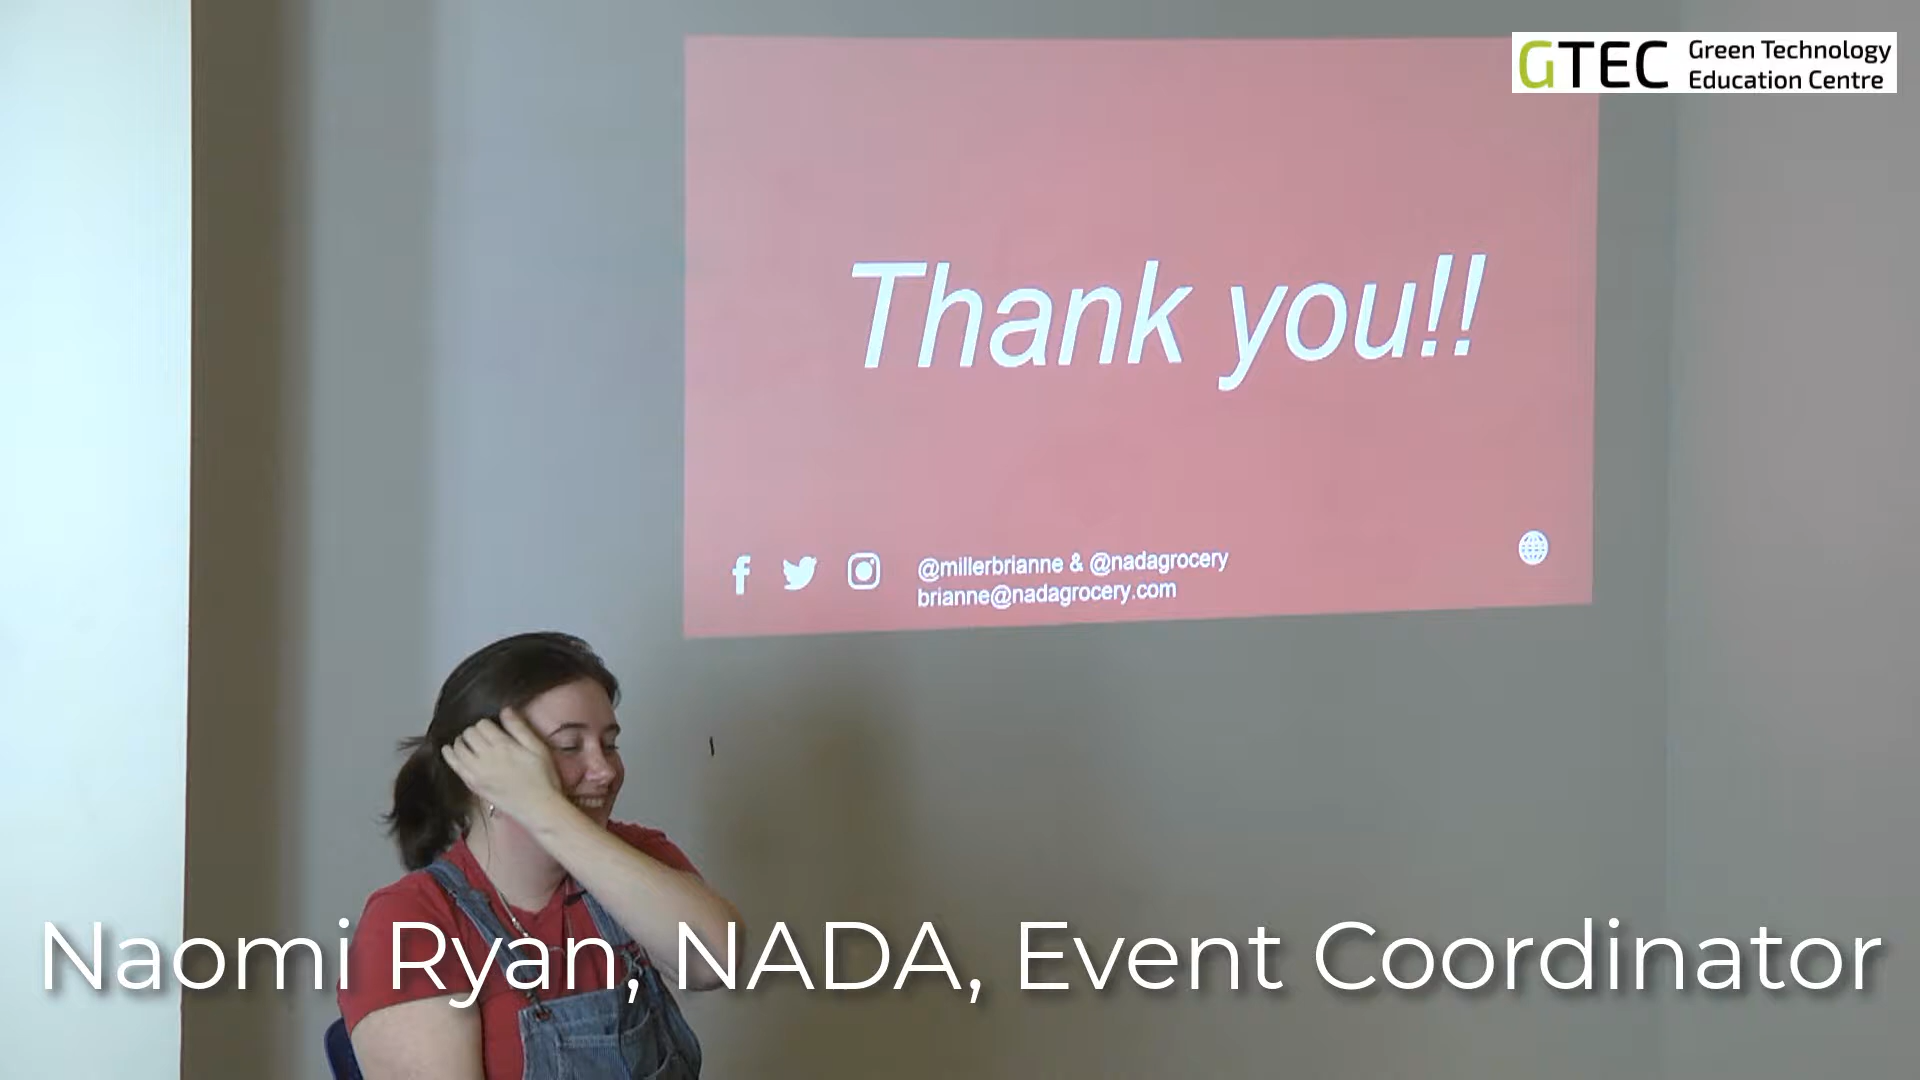 GTEC
Green Technology
Education Centre
Thank you!!
@millerbrianne & @nadagrocery
brianne@nadagrocery.com
Naomi Ryan, NADA, Event Coordinator